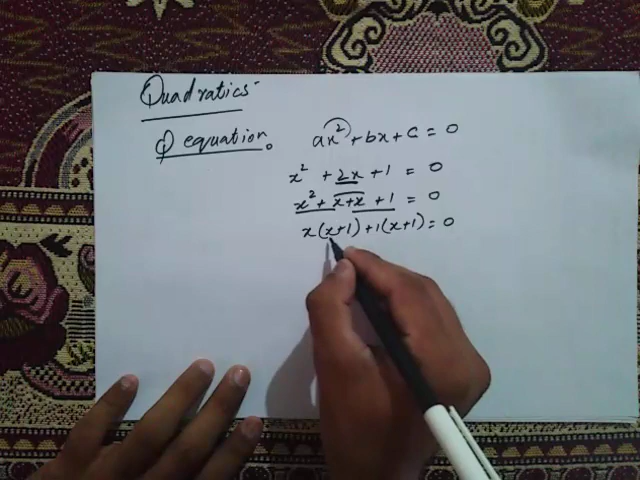 Quadratics
Q equation.
ax² + bx + c = 0
x² + 2x + 1 = 0
x² + x + x + 1 = 0
x(x+1) + 1(x+1) = 0